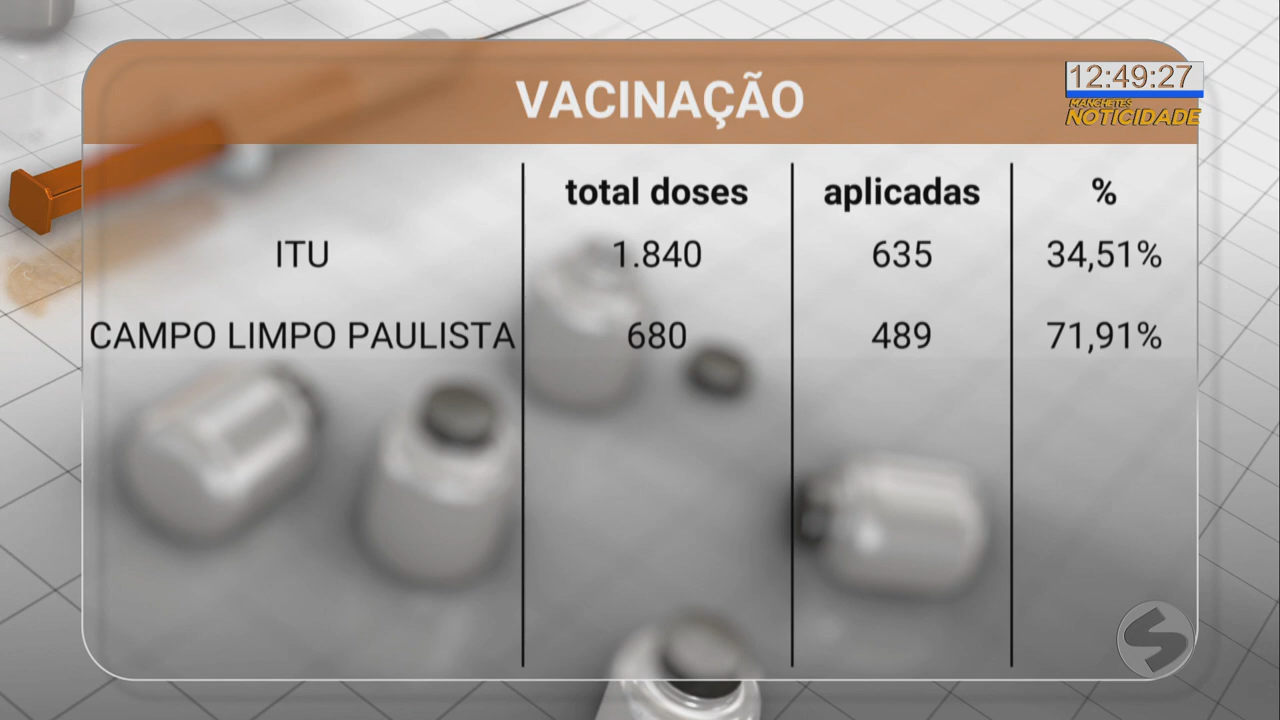 VACINAÇÃO
12:49:27
MANCHETES
NOTICIDADE
total doses aplicadas %
ITU 1.840 635 34,51%
CAMPO LIMPO PAULISTA 680 489 71,91%